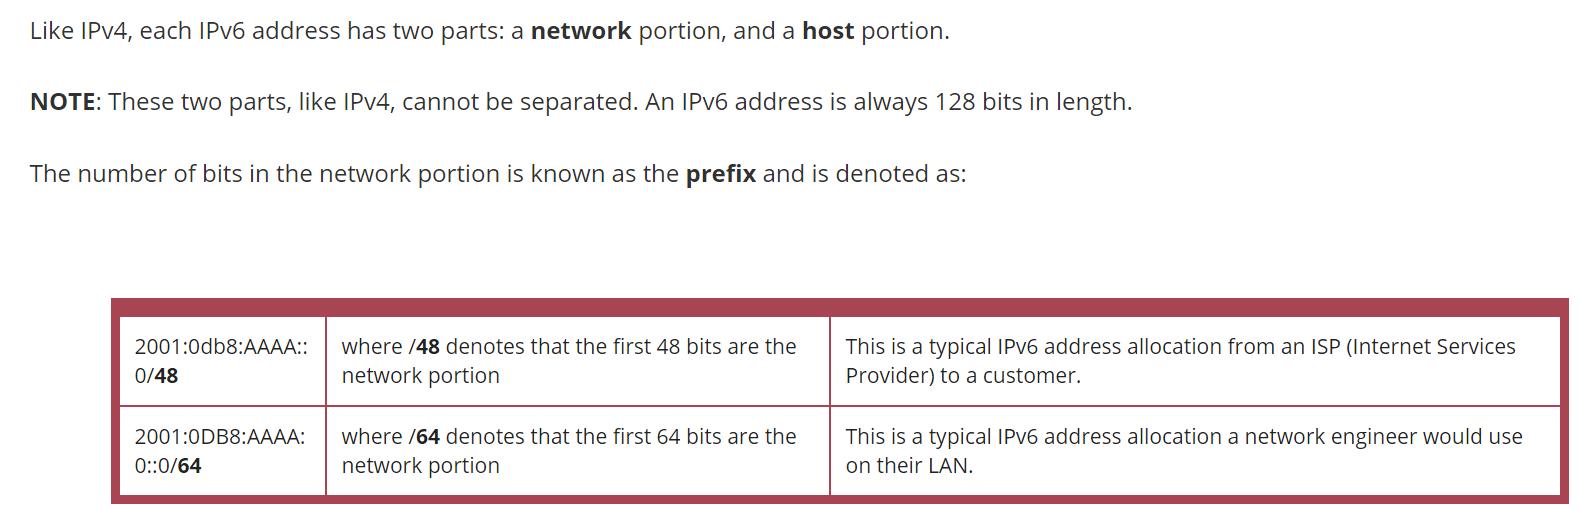 Like IPv4, each IPv6 address has two parts: a network portion, and a host portion.
NOTE: These two parts, like IPv4, cannot be separated. An IPv6 address is always 128 bits in length.
The number of bits in the network portion is known as the prefix and is denoted as:
2001:0db8:AAAA::
0/48
where /48 denotes that the first 48 bits are the
network portion
This is a typical IPv6 address allocation from an ISP (Internet Services
Provider) to a customer.
2001:0DB8:AAAA:
0::0/64
where /64 denotes that the first 64 bits are the
network portion
This is a typical IPv6 address allocation a network engineer would use
on their LAN.